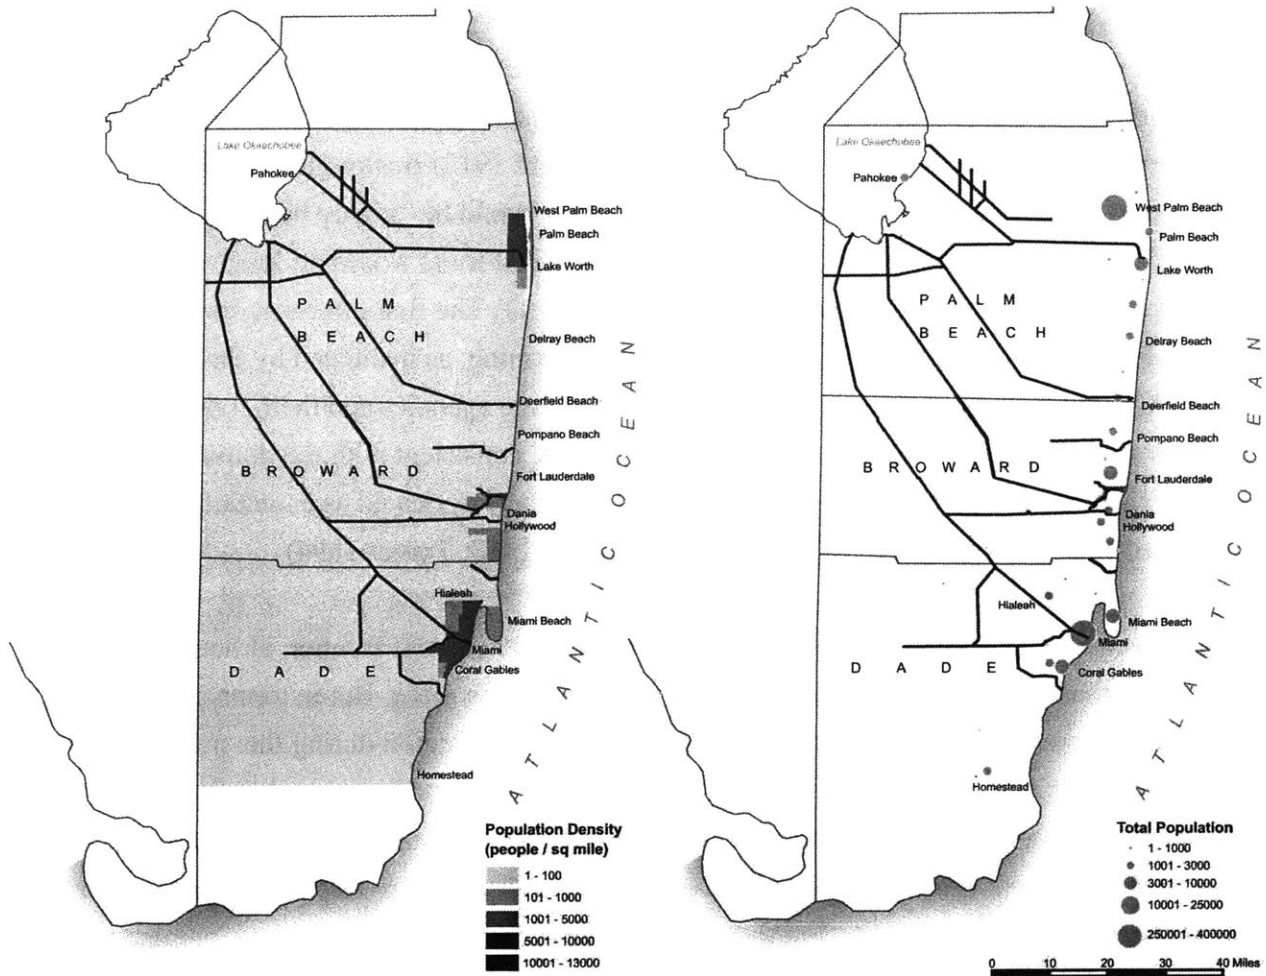 Lake Okeechobee
Pahokee
West Palm Beach
Palm Beach
Lake Worth
P A L M
B E A C H
Delray Beach
Deerfield Beach
Pompano Beach
B R O W A R D
Fort Lauderdale
Dania
Hollywood
Hialeah
Miami Beach
Miami
D A D E
Coral Gables
Homestead
A T L A N T I C O C E A N
Population Density
(people / sq mile)
1 - 100
101 - 1000
1001 - 5000
5001 - 10000
10001 - 13000
Lake Okeechobee
Pahokee
West Palm Beach
Palm Beach
Lake Worth
P A L M
B E A C H
Delray Beach
Deerfield Beach
Pompano Beach
B R O W A R D
Fort Lauderdale
Dania
Hollywood
Hialeah
Miami Beach
Miami
D A D E
Coral Gables
Homestead
A T L A N T I C O C E A N
Total Population
1 - 1000
1001 - 3000
3001 - 10000
10001 - 25000
250001 - 400000
0 10 20 30 40 Miles